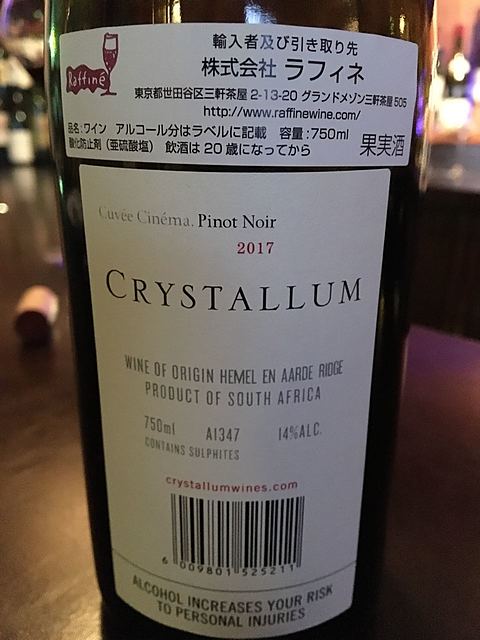 Raffiné
輸入者及び引き取り先
株式会社 ラフィネ
東京都世田谷区三軒茶屋 2-13-20 グランドメゾン三軒茶屋 505
http://www.raffinewine.com/
品名:ワイン アルコール分はラベルに記載 容量:750ml
酸化防止剤(亜硫酸塩) 飲酒は20歳になってから
果実酒
Cuvée Cinéma. Pinot Noir
2017
CRYSTALLUM
WINE OF ORIGIN HEMEL EN AARDE RIDGE
PRODUCT OF SOUTH AFRICA
750ml A1347 14%ALC.
CONTAINS SULPHITES
crystallumwines.com
6 009801 525211
ALCOHOL INCREASES YOUR RISK
TO PERSONAL INJURIES